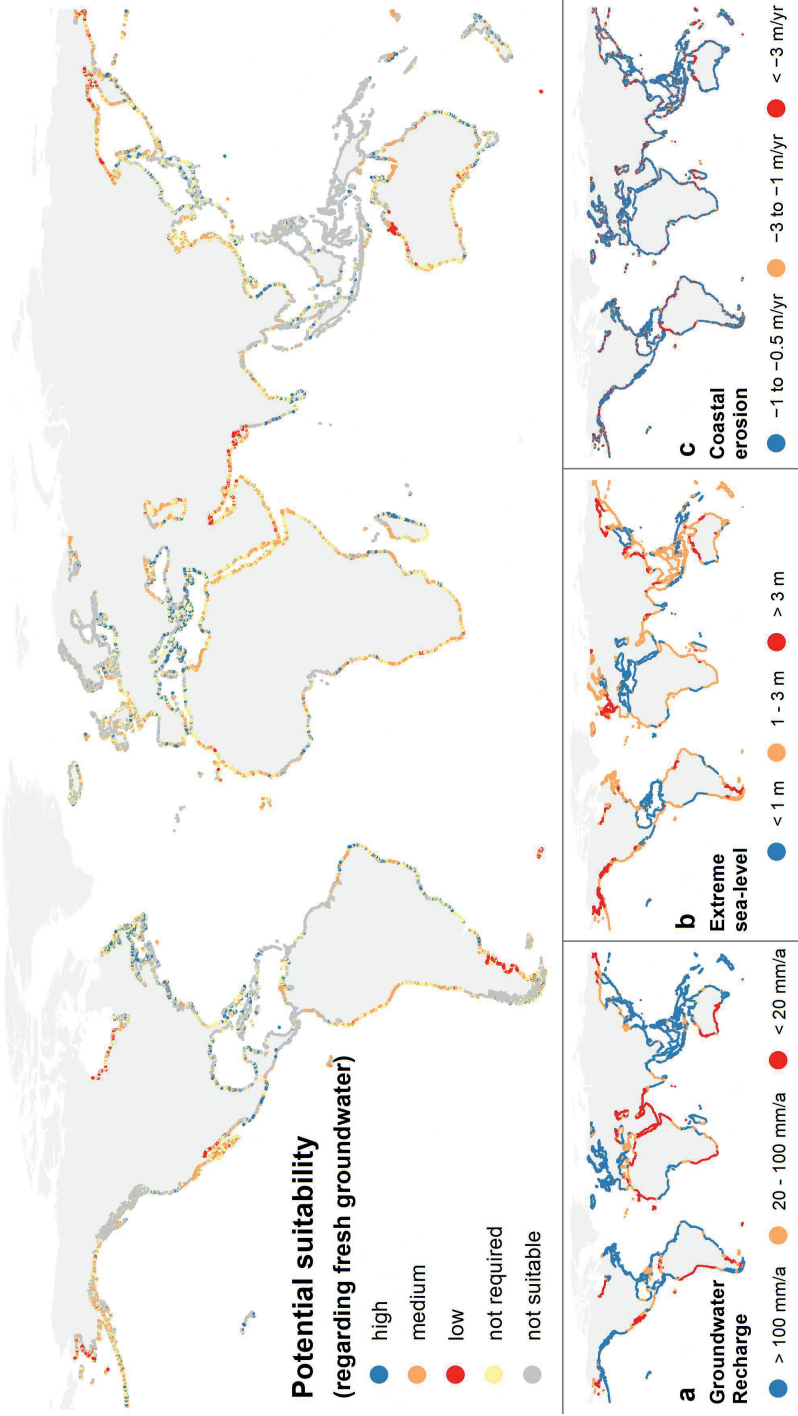 Potential suitability
(regarding fresh groundwater)
high
medium
low
not required
not suitable
a
Groundwater
Recharge
> 100 mm/a
20 - 100 mm/a
< 20 mm/a
b
Extreme
sea-level
< 1 m
1 - 3 m
> 3 m
c
Coastal
erosion
−1 to −0.5 m/yr
−3 to −1 m/yr
< −3 m/yr